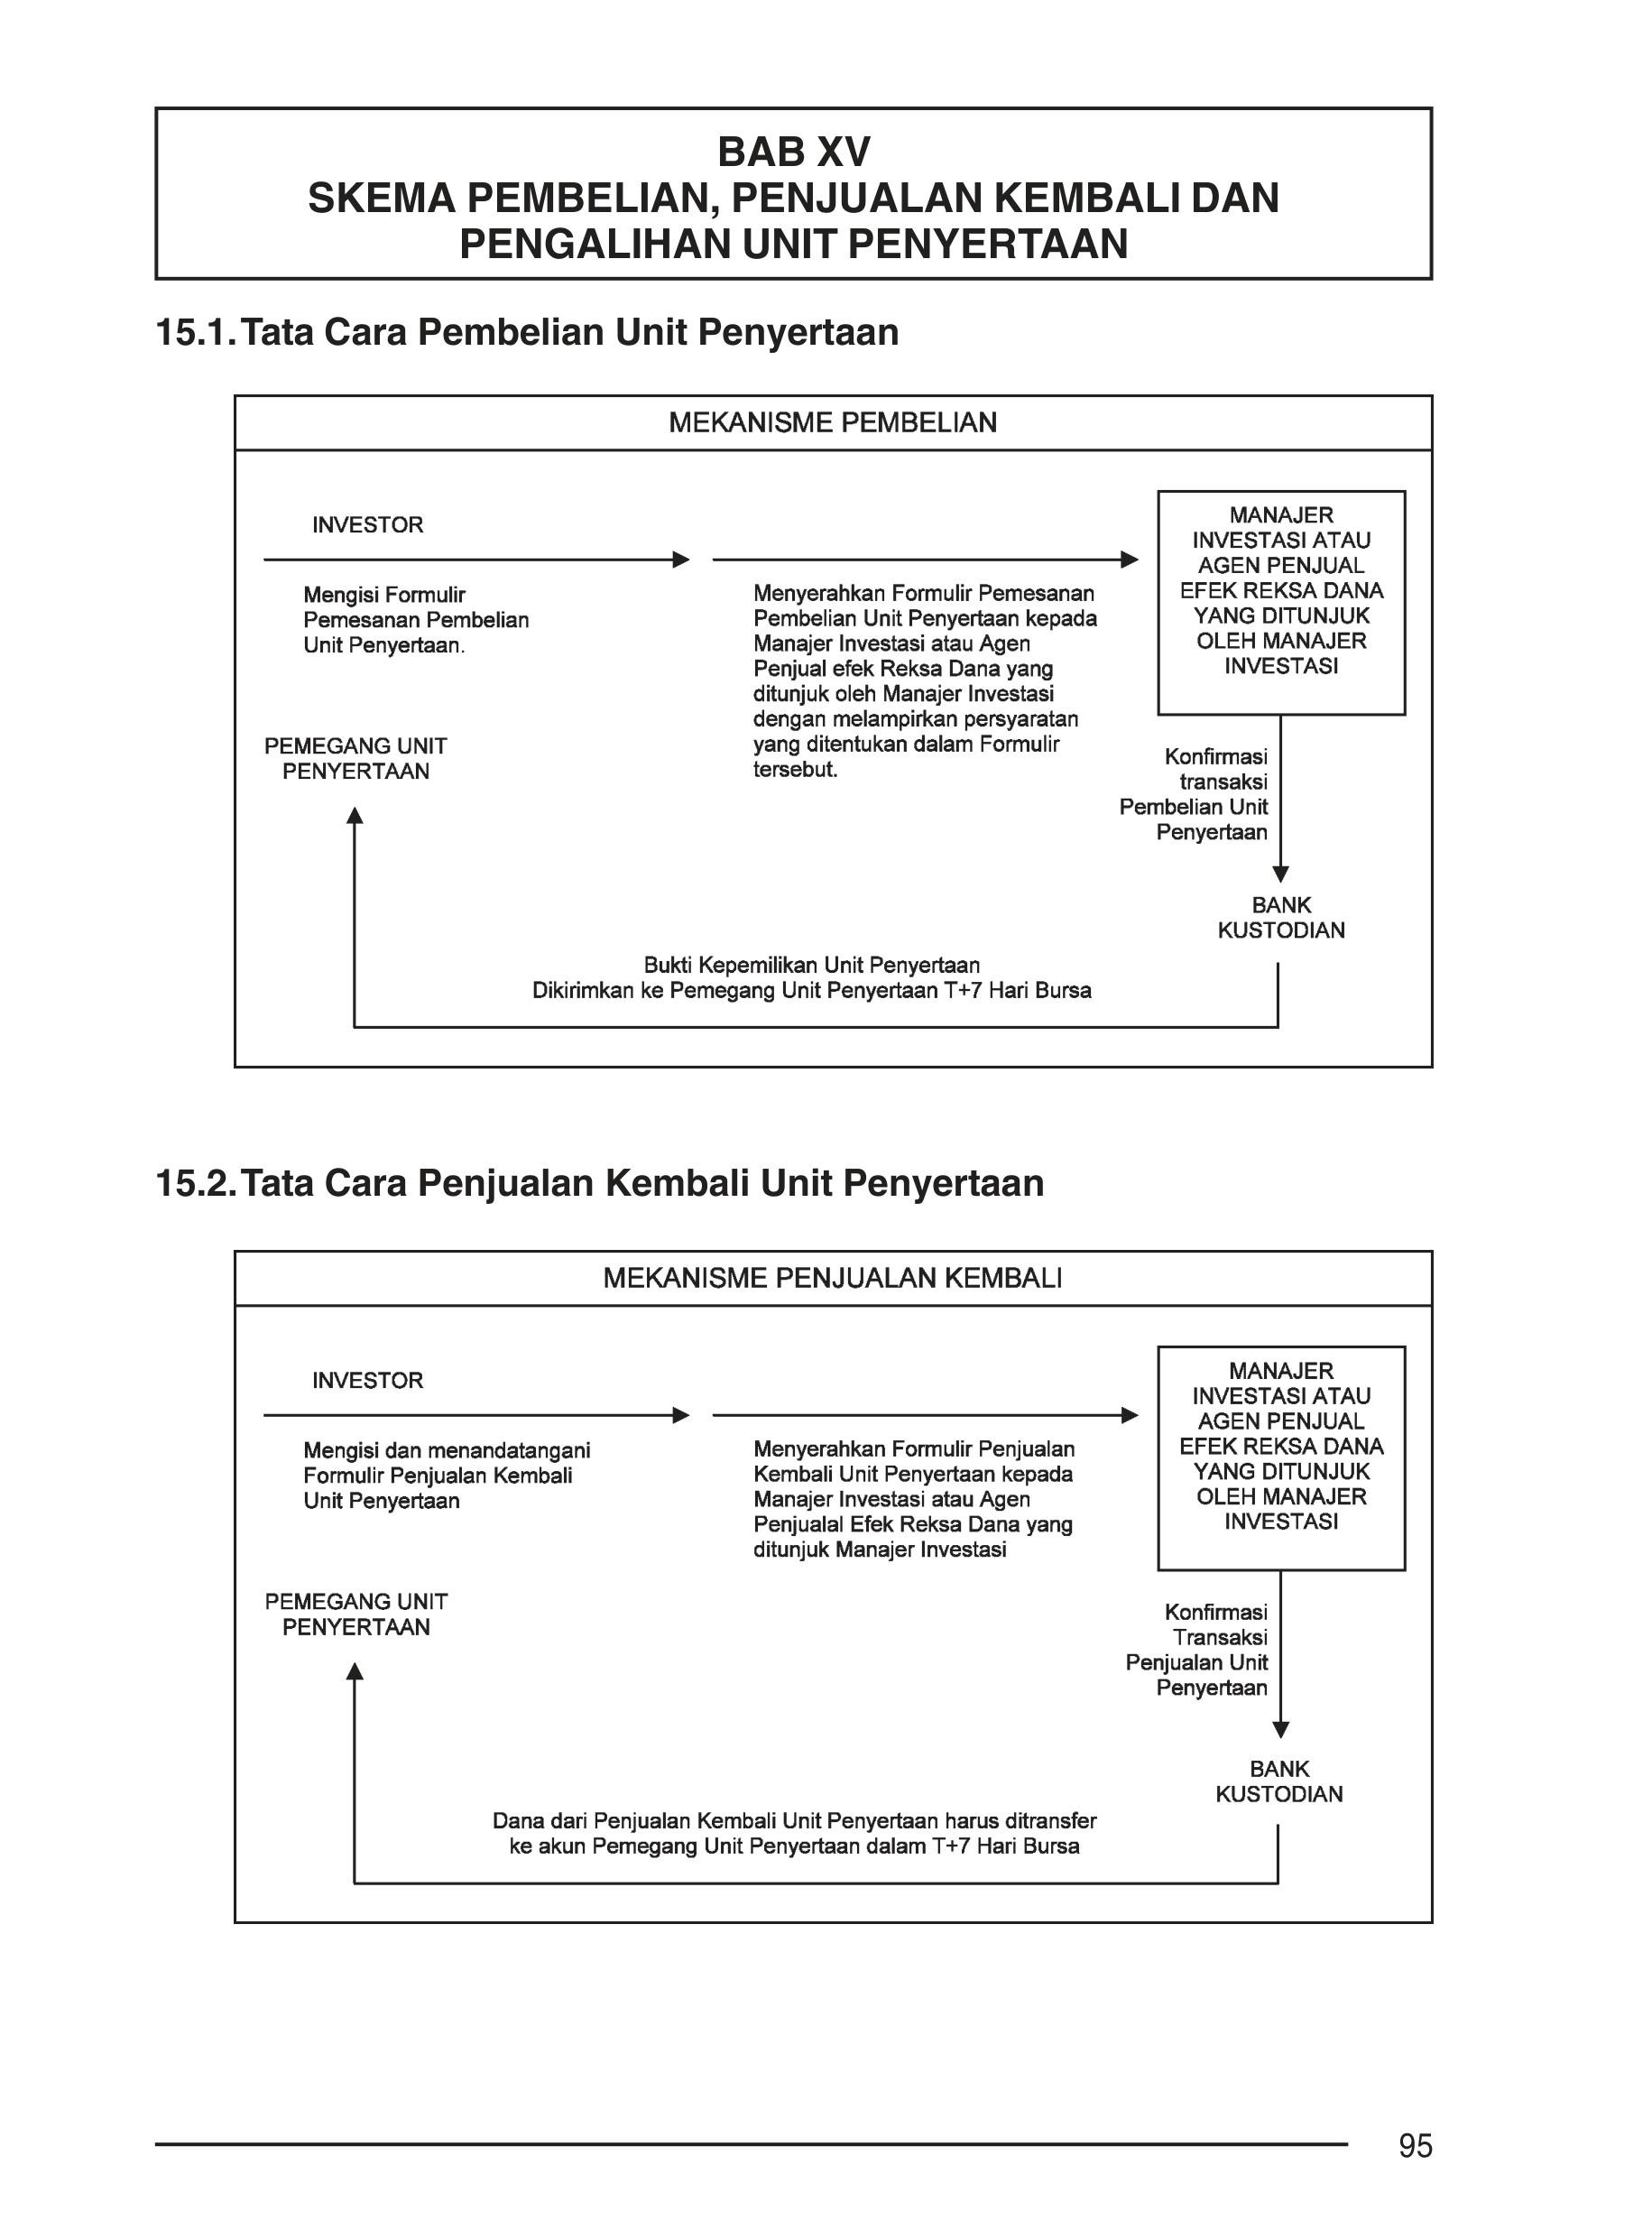 BAB XV
SKEMA PEMBELIAN, PENJUALAN KEMBALI DAN
PENGALIHAN UNIT PENYERTAAN
15.1. Tata Cara Pembelian Unit Penyertaan
MEKANISME PEMBELIAN
INVESTOR
Mengisi Formulir
Pemesanan Pembelian
Unit Penyertaan.
Menyerahkan Formulir Pemesanan
Pembelian Unit Penyertaan kepada
Manajer Investasi atau Agen
Penjual efek Reksa Dana yang
ditunjuk oleh Manajer Investasi
dengan melampirkan persyaratan
yang ditentukan dalam Formulir
tersebut.
MANAJER
INVESTASI ATAU
AGEN PENJUAL
EFEK REKSA DANA
YANG DITUNJUK
OLEH MANAJER
INVESTASI
PEMEGANG UNIT
PENYERTAAN
Konfirmasi
transaksi
Pembelian Unit
Penyertaan
BANK
KUSTODIAN
Bukti Kepemilikan Unit Penyertaan
Dikirimkan ke Pemegang Unit Penyertaan T+7 Hari Bursa
15.2. Tata Cara Penjualan Kembali Unit Penyertaan
MEKANISME PENJUALAN KEMBALI
INVESTOR
Mengisi dan menandatangani
Formulir Penjualan Kembali
Unit Penyertaan
Menyerahkan Formulir Penjualan
Kembali Unit Penyertaan kepada
Manajer Investasi atau Agen
Penjualal Efek Reksa Dana yang
ditunjuk Manajer Investasi
MANAJER
INVESTASI ATAU
AGEN PENJUAL
EFEK REKSA DANA
YANG DITUNJUK
OLEH MANAJER
INVESTASI
PEMEGANG UNIT
PENYERTAAN
Konfirmasi
Transaksi
Penjualan Unit
Penyertaan
BANK
KUSTODIAN
Dana dari Penjualan Kembali Unit Penyertaan harus ditransfer
ke akun Pemegang Unit Penyertaan dalam T+7 Hari Bursa
95